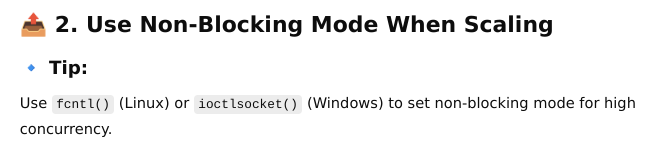 📤 2. Use Non-Blocking Mode When Scaling
🔹 Tip:
Use fcntl() (Linux) or ioctlsocket() (Windows) to set non-blocking mode for high
concurrency.